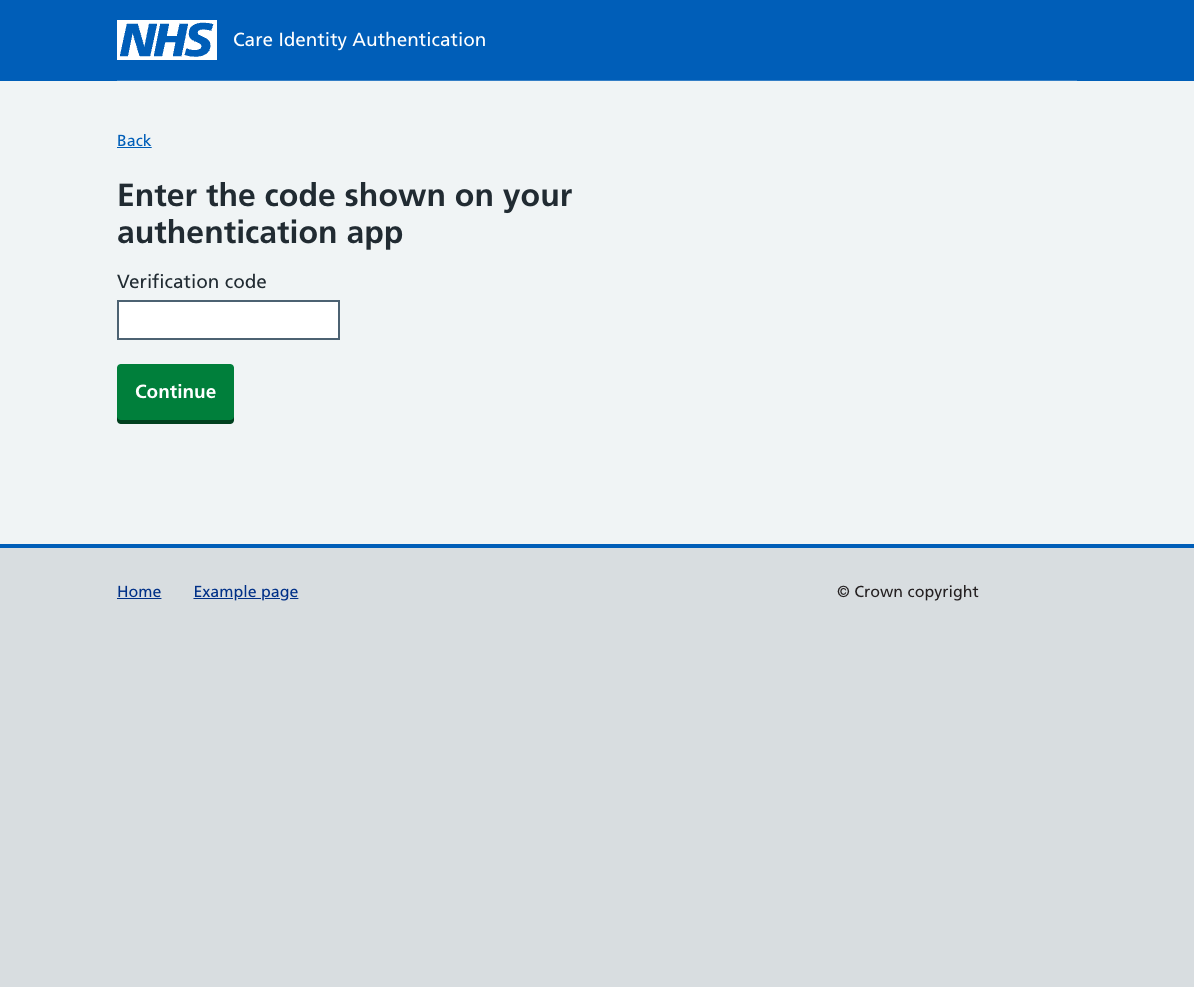 NHS Care Identity Authentication
Back
Enter the code shown on your
authentication app
Verification code
Continue
Home Example page © Crown copyright